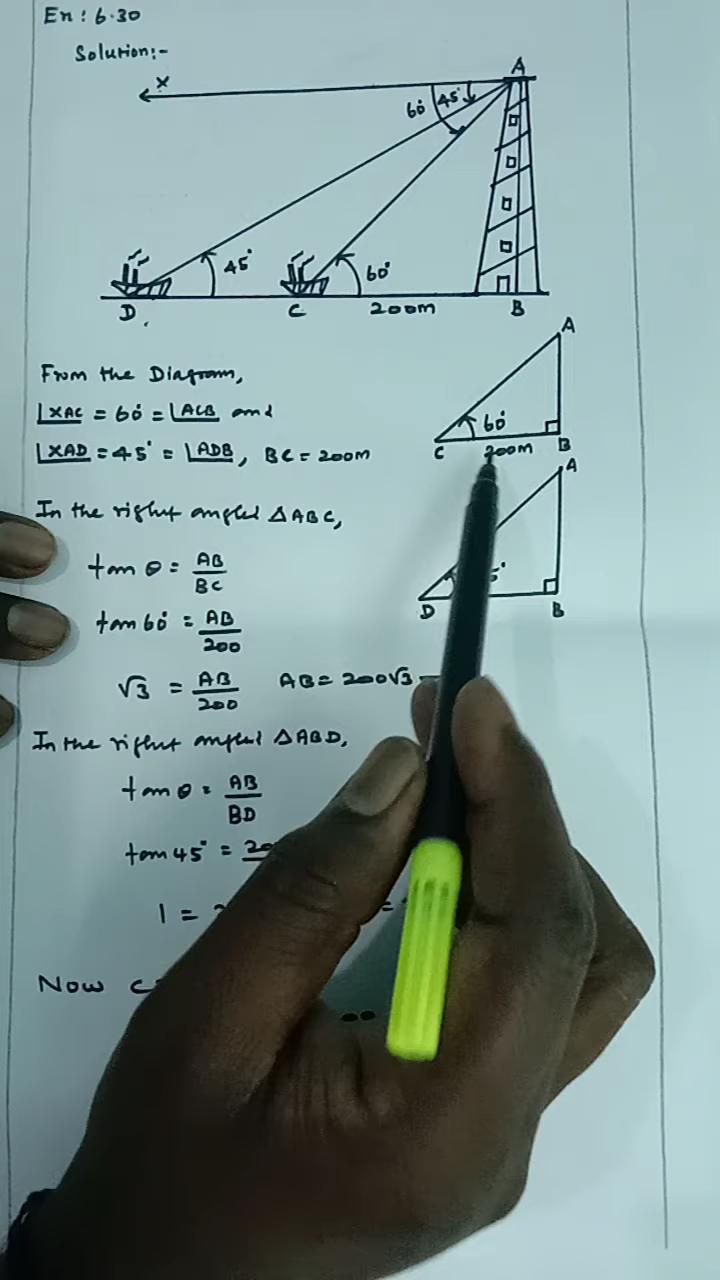 Ex: 6.30
Solution:-
X
A
60° 45°
45°
60°
D
C
200m
B
A
60°
C
200m
B
From the Diagram,
∠XAC = 60° = ∠ACB and
∠XAD = 45° = ∠ADB, BC = 200m
A
D
B
In the right angled ΔABC,
tan θ = AB/BC
tan 60° = AB/200
√3 = AB/200 AB = 200√3
In the right angled ΔABD,
tan θ = AB/BD
tan 45° =
1 =
Now